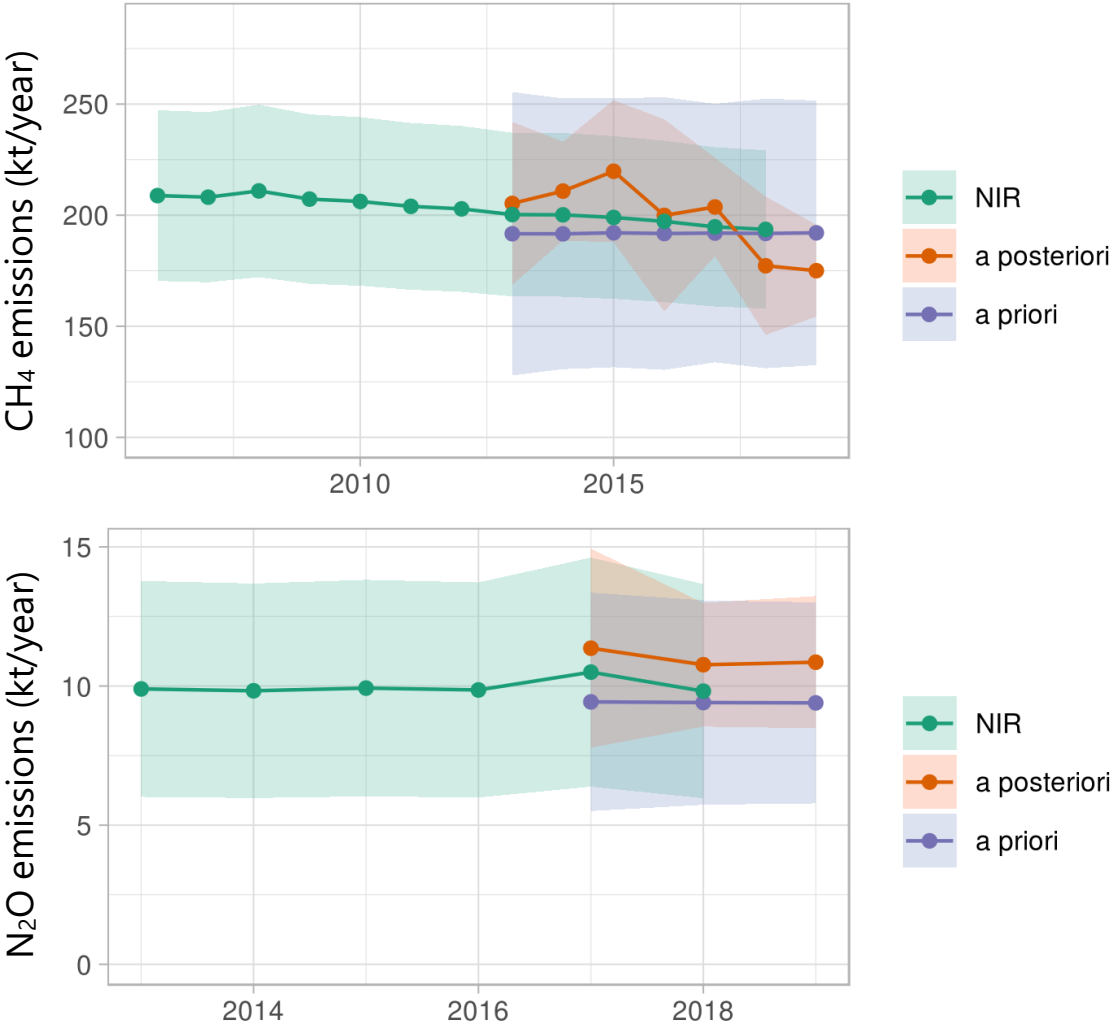 CH₄ emissions (kt/year)
250
200
150
100
2010
2015
NIR
a posteriori
a priori
N₂O emissions (kt/year)
15
10
5
0
2014
2016
2018
NIR
a posteriori
a priori